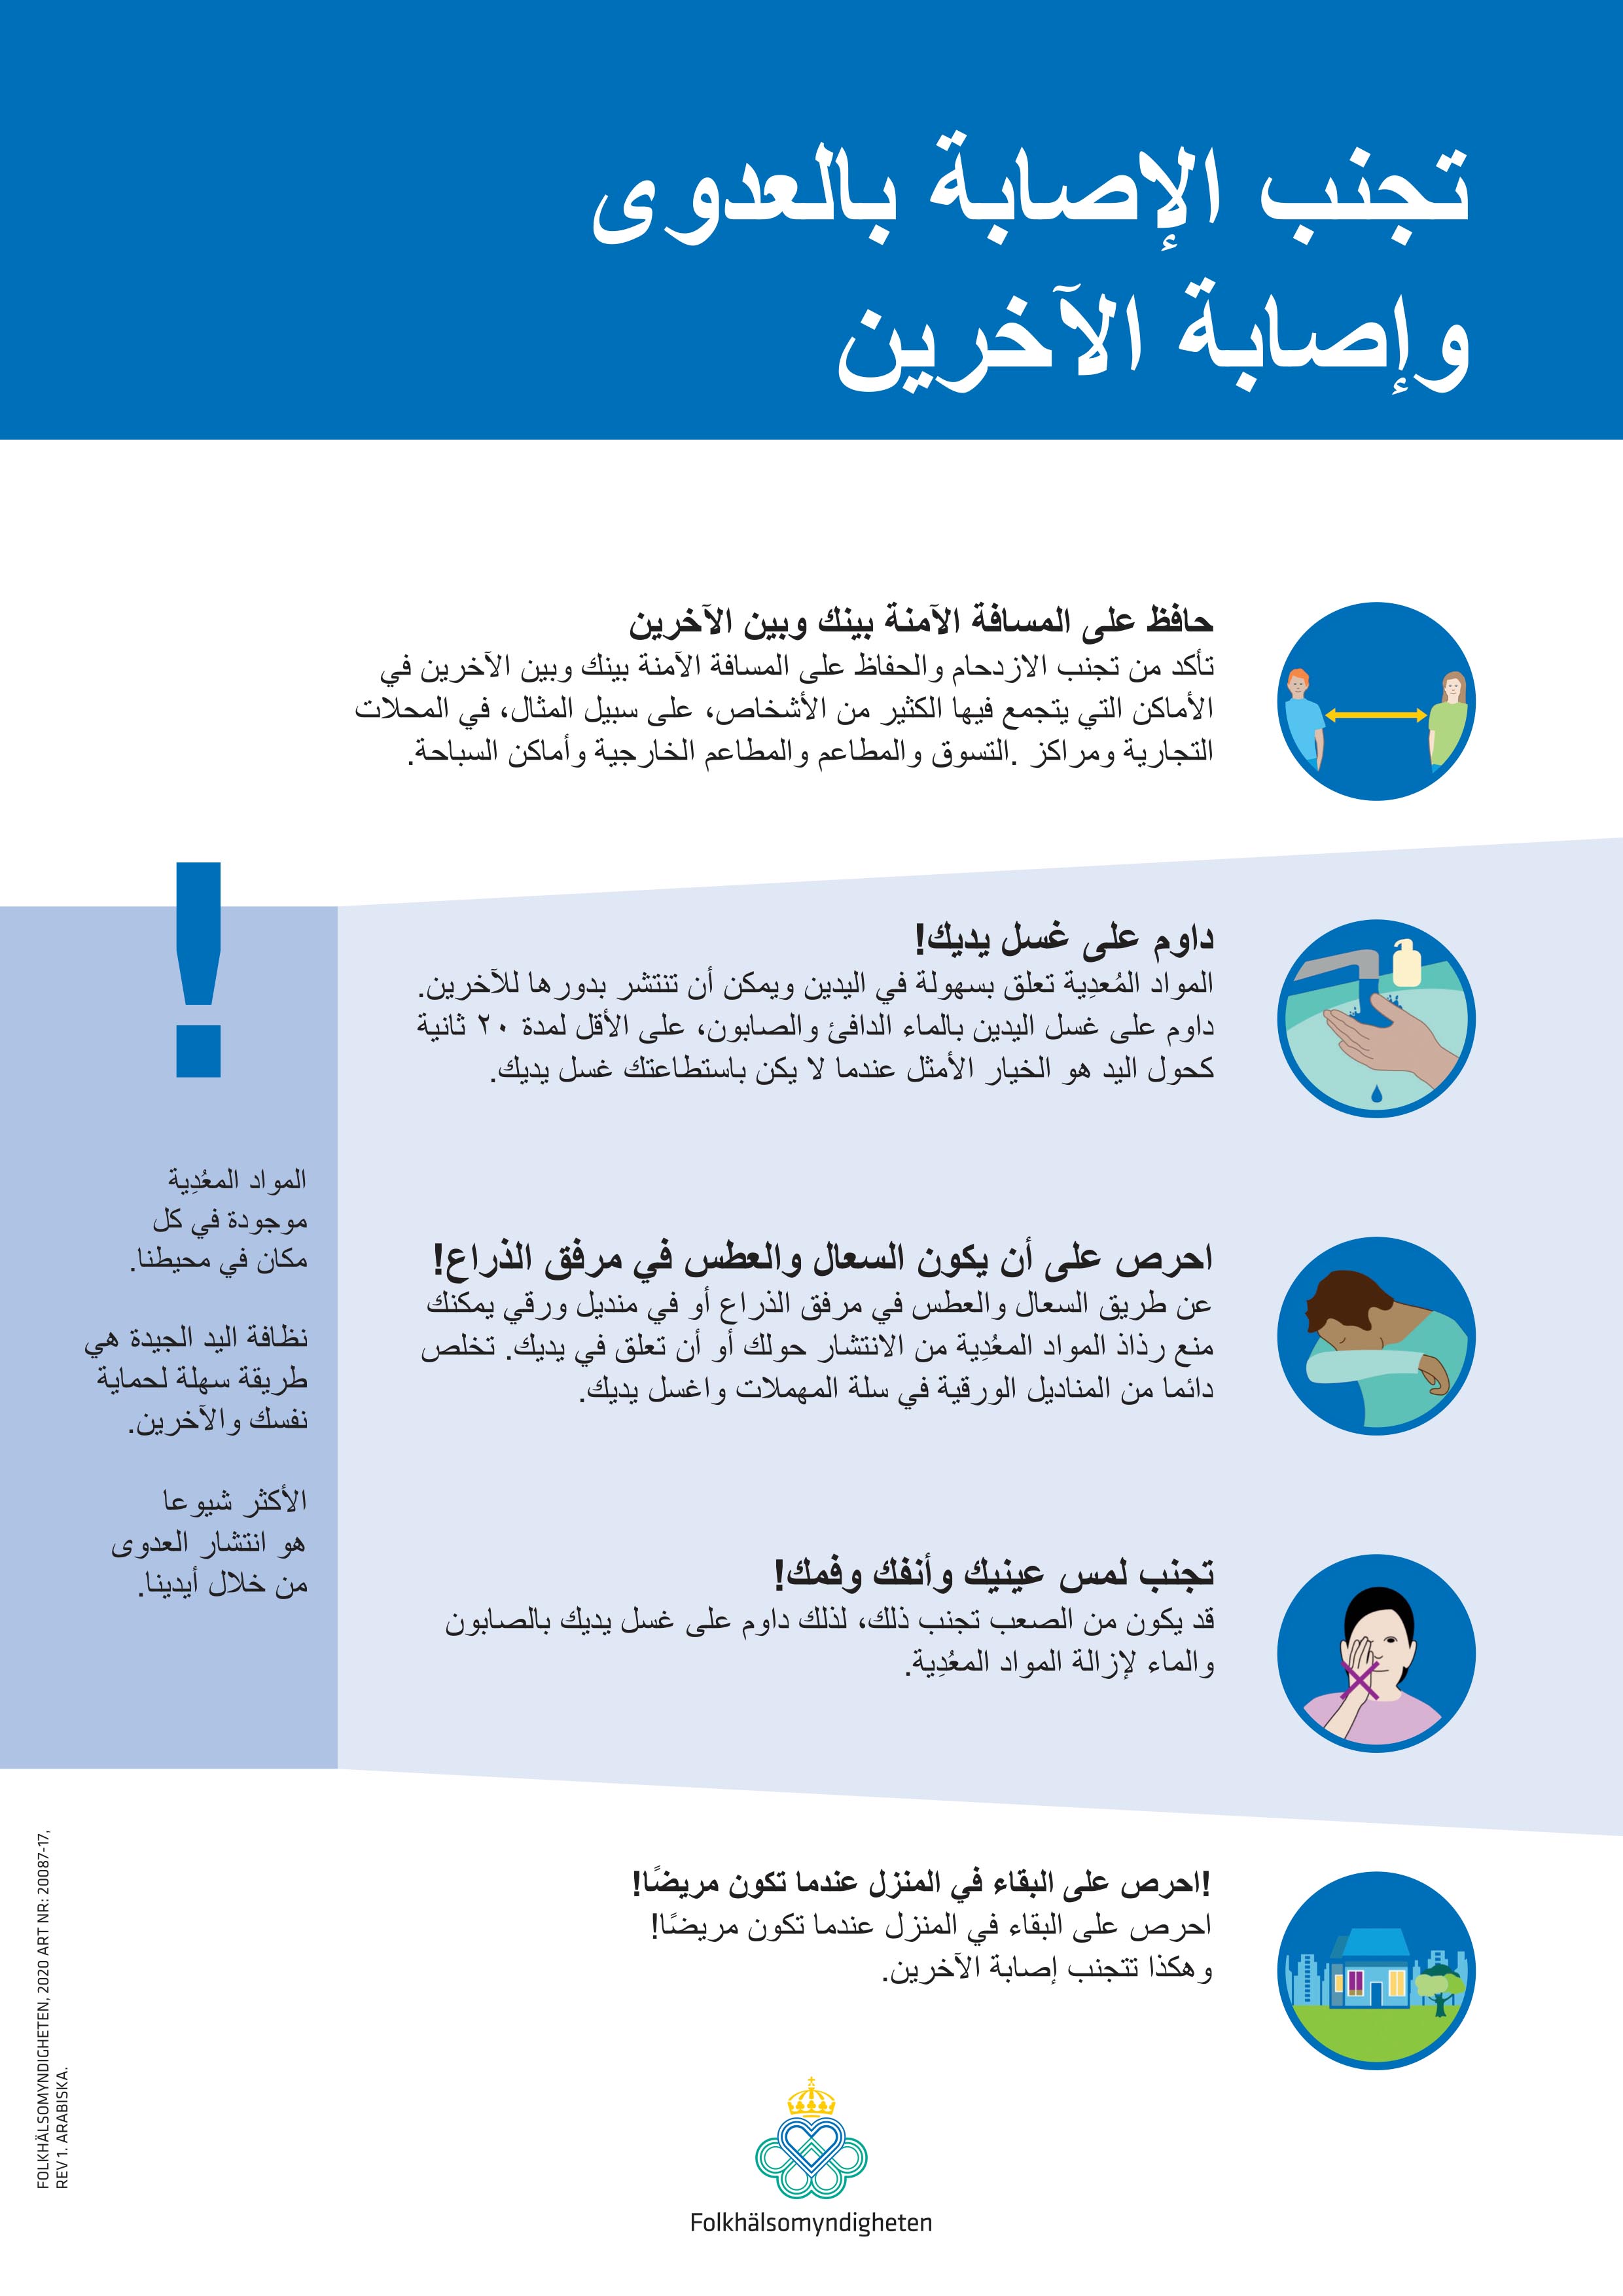 تجنب الإصابة بالعدوى
وإصابة الآخرين
حافظ على المسافة الآمنة بينك وبين الآخرين
تأكد من تجنب الازدحام والحفاظ على المسافة الآمنة بينك وبين الآخرين في
الأماكن التي يتجمع فيها الكثير من الأشخاص، على سبيل المثال، في المحلات
التجارية ومراكز .التسوق والمطاعم والمطاعم الخارجية وأماكن السباحة.
داوم على غسل يديك!
المواد المُعدِية تعلق بسهولة في اليدين ويمكن أن تنتشر بدورها للآخرين.
داوم على غسل اليدين بالماء الدافئ والصابون، على الأقل لمدة ٢٠ ثانية
كحول اليد هو الخيار الأمثل عندما لا يكن باستطاعتك غسل يديك.
احرص على أن يكون السعال والعطس في مرفق الذراع!
عن طريق السعال والعطس في مرفق الذراع أو في منديل ورقي يمكنك
منع رذاذ المواد المعُدِية من الانتشار حولك أو أن تعلق في يديك. تخلص
دائما من المناديل الورقية في سلة المهملات واغسل يديك.
تجنب لمس عينيك وأنفك وفمك!
قد يكون من الصعب تجنب ذلك، لذلك داوم على غسل يديك بالصابون
والماء لإزالة المواد المعُدِية.
!احرص على البقاء في المنزل عندما تكون مريضًا!
احرص على البقاء في المنزل عندما تكون مريضًا!
وهكذا تتجنب إصابة الآخرين.
!
المواد المعُدِية
موجودة في كل
مكان في محيطنا.
نظافة اليد الجيدة هي
طريقة سهلة لحماية
نفسك والآخرين.
الأكثر شيوعا
هو انتشار العدوى
من خلال أيدينا.
FOLKHÄLSOMYNDIGHETEN, 2020 ART NR: 20087-17,
REV 1. ARABISKA.
Folkhälsomyndigheten